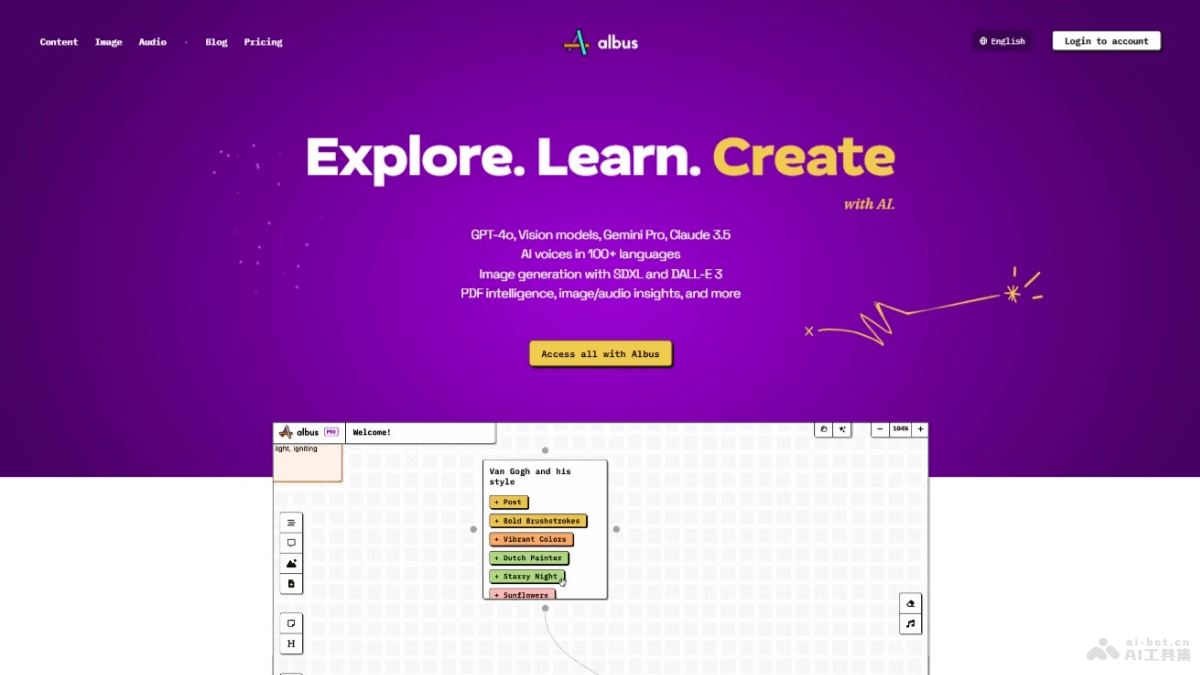 Content Image Audio · Blog Pricing
albus
English
Login to account
Explore. Learn. Create
with AI.
GPT-4o, Vision models, Gemini Pro, Claude 3.5
AI voices in 100+ languages
Image generation with SDXL and DALL-E 3
PDF intelligence, image/audio insights, and more
Access all with Albus
albus PRO
Welcome!
− 104% +
light, igniting
Van Gogh and his
style
+ Post
+ Bold Brushstrokes
+ Vibrant Colors
+ Dutch Painter
+ Starry Night
+ Sunflowers
H
ai-bot.cn
AI工具集